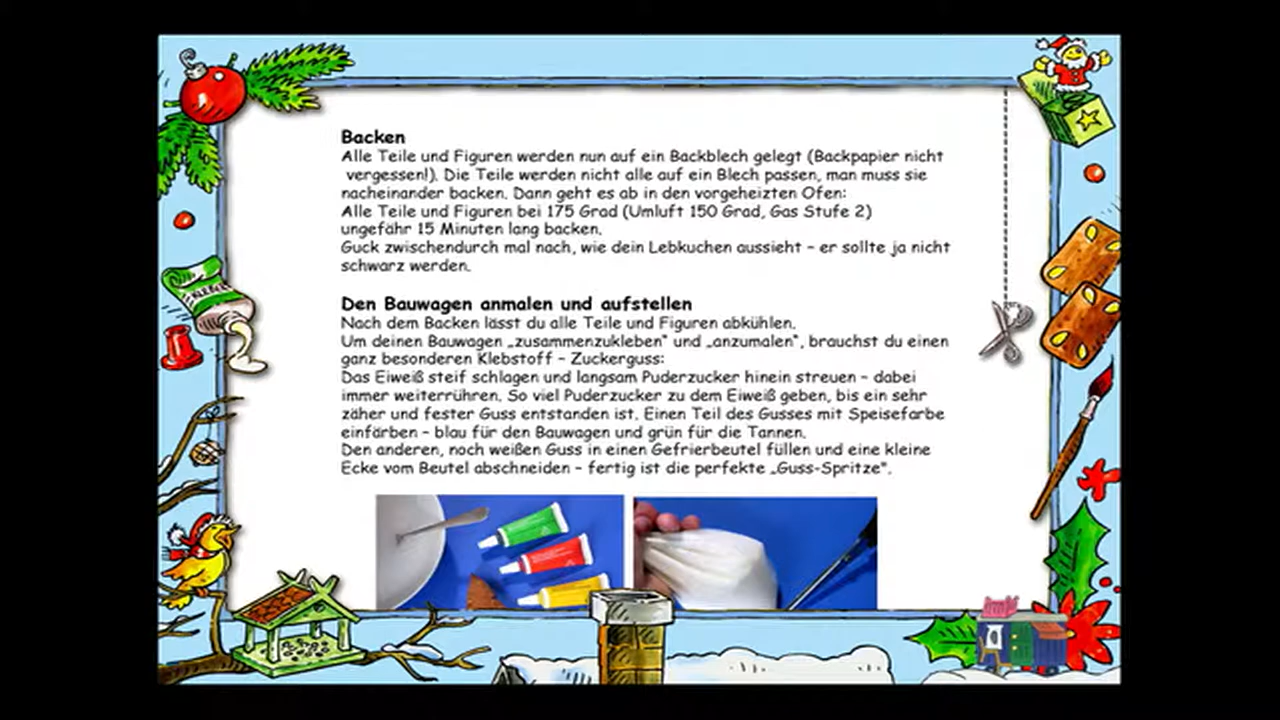 Backen
Alle Teile und Figuren werden nun auf ein Backblech gelegt (Backpapier nicht
vergessen!). Die Teile werden nicht alle auf ein Blech passen, man muss sie
nacheinander backen. Dann geht es ab in den vorgeheizten Ofen:
Alle Teile und Figuren bei 175 Grad (Umluft 150 Grad, Gas Stufe 2)
ungefähr 15 Minuten lang backen.
Guck zwischendurch mal nach, wie dein Lebkuchen aussieht – er sollte ja nicht
schwarz werden.
Den Bauwagen anmalen und aufstellen
Nach dem Backen lässt du alle Teile und Figuren abkühlen.
Um deinen Bauwagen „zusammenzukleben" und „anzumalen", brauchst du einen
ganz besonderen Klebstoff – Zuckerguss:
Das Eiweiß steif schlagen und langsam Puderzucker hinein streuen – dabei
immer weiterrühren. So viel Puderzucker zu dem Eiweiß geben, bis ein sehr
zäher und fester Guss entstanden ist. Einen Teil des Gusses mit Speisefarbe
einfärben – blau für den Bauwagen und grün für die Tannen.
Den anderen, noch weißen Guss in einen Gefrierbeutel füllen und eine kleine
Ecke vom Beutel abschneiden – fertig ist die perfekte „Guss-Spritze".
KLEBER